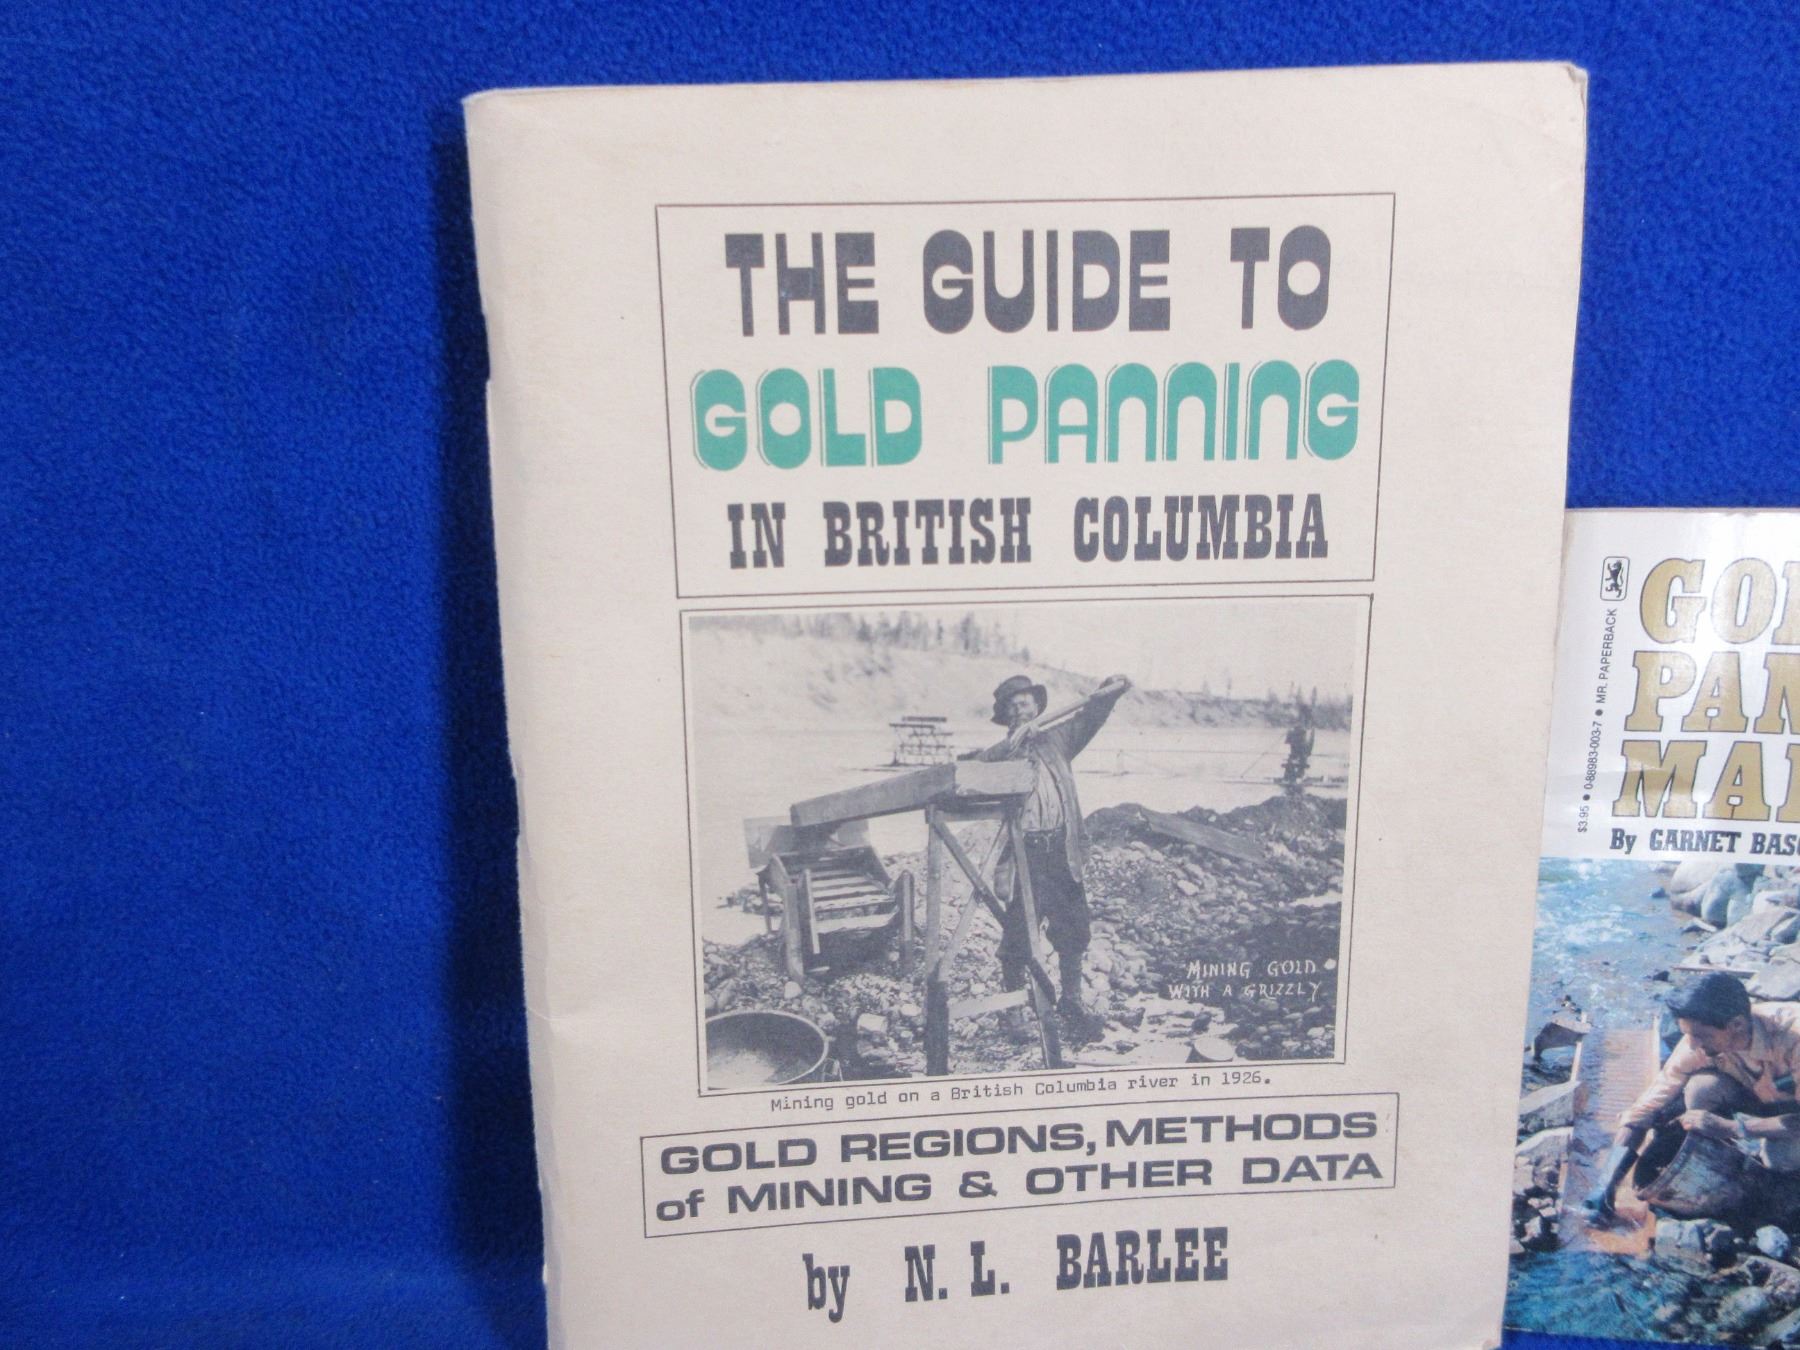 THE GUIDE TO
GOLD PANNING
IN BRITISH COLUMBIA
MINING GOLD
WITH A GRIZZLY
Mining gold on a British Columbia river in 1926.
GOLD REGIONS, METHODS
of MINING & OTHER DATA
by N. L. BARLEE
$3.95 ● 0-88983-003-7 ● MR. PAPERBACK
By GARNET